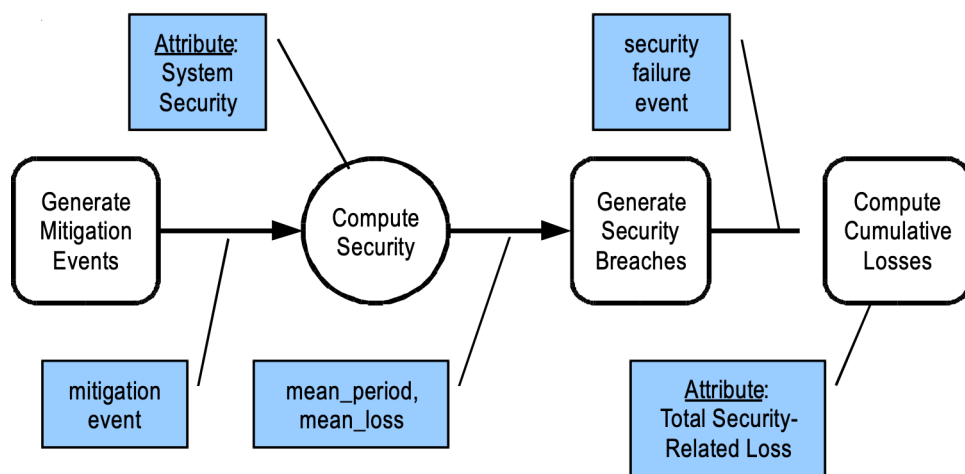 Attribute:
System
Security
security
failure
event
Generate
Mitigation
Events
Compute
Security
Generate
Security
Breaches
Compute
Cumulative
Losses
mitigation
event
mean_period,
mean_loss
Attribute:
Total Security-
Related Loss